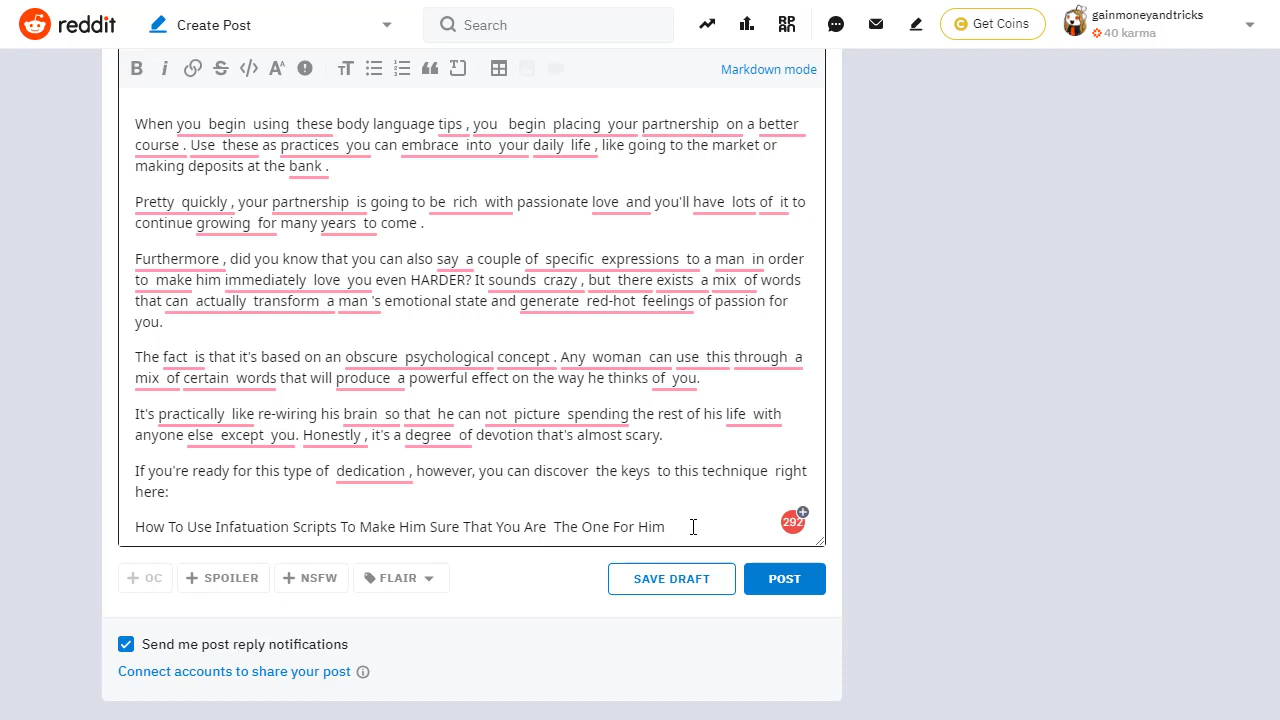 reddit
Create Post
Search
Get Coins
gainmoneyandtricks
40 karma
Markdown mode
When you begin using these body language tips , you begin placing your partnership on a better
course . Use these as practices you can embrace into your daily life , like going to the market or
making deposits at the bank .
Pretty quickly , your partnership is going to be rich with passionate love and you'll have lots of it to
continue growing for many years to come .
Furthermore , did you know that you can also say a couple of specific expressions to a man in order
to make him immediately love you even HARDER? It sounds crazy , but there exists a mix of words
that can actually transform a man 's emotional state and generate red-hot feelings of passion for
you.
The fact is that it's based on an obscure psychological concept . Any woman can use this through a
mix of certain words that will produce a powerful effect on the way he thinks of you.
It's practically like re-wiring his brain so that he can not picture spending the rest of his life with
anyone else except you. Honestly , it's a degree of devotion that's almost scary.
If you're ready for this type of dedication , however, you can discover the keys to this technique right
here:
How To Use Infatuation Scripts To Make Him Sure That You Are The One For Him
292
OC SPOILER NSFW FLAIR SAVE DRAFT POST
Send me post reply notifications
Connect accounts to share your post